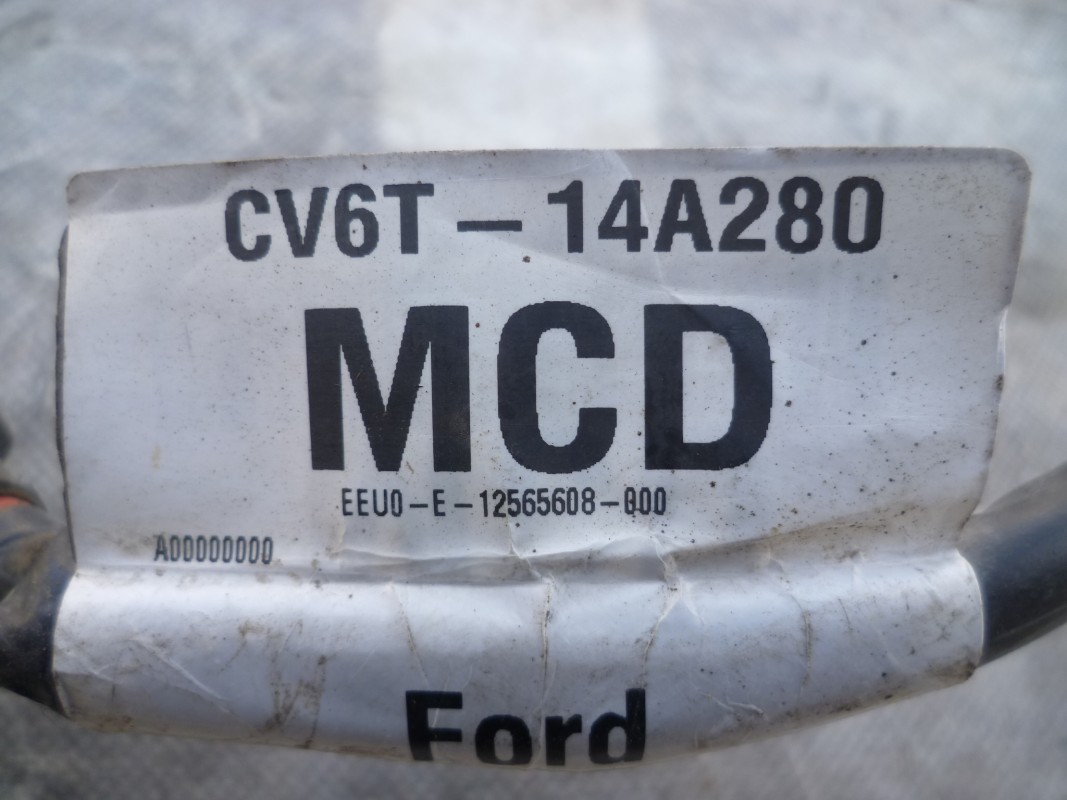 CV6T-14A280
MCD
EEU0-E-12565608-000
A00000000
Ford